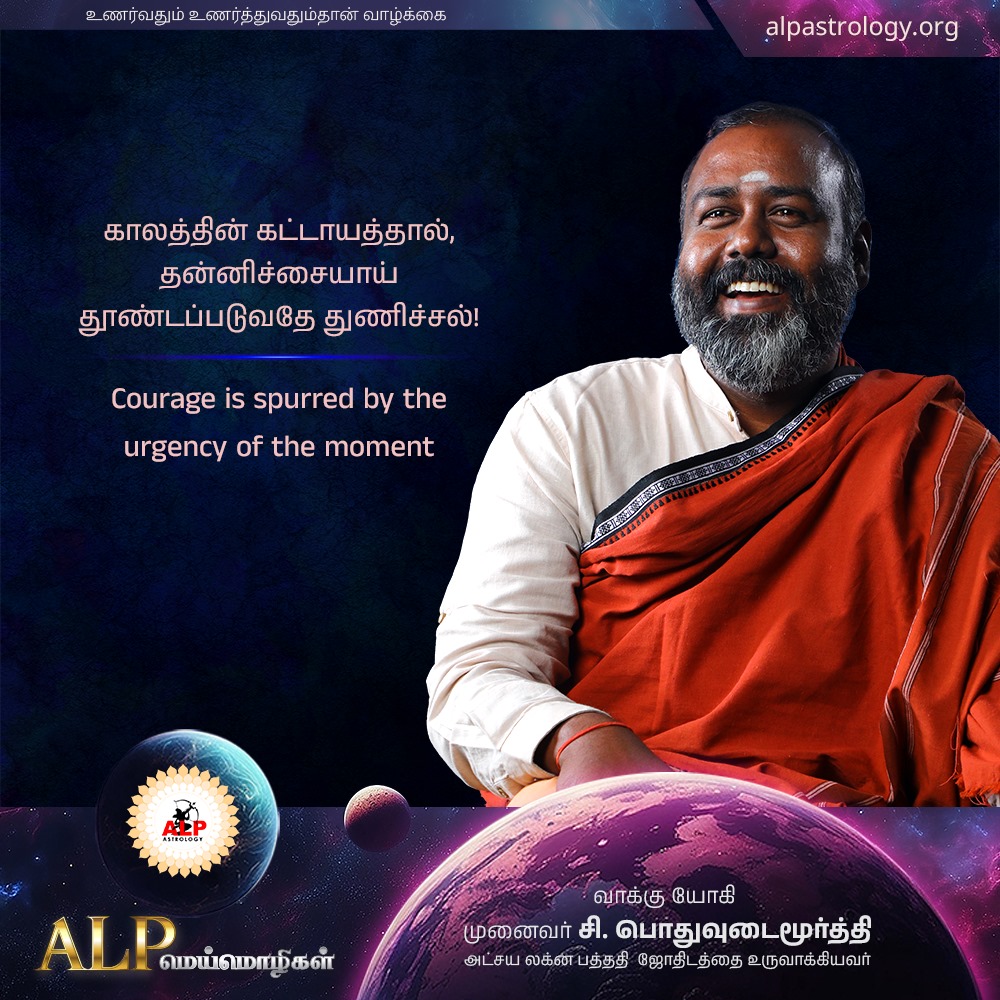 உணர்வதும் உணர்த்துவதும்தான் வாழ்க்கை
alpastrology.org
காலத்தின் கட்டாயத்தால்,
தன்னிச்சையாய்
தூண்டப்படுவதே துணிச்சல்!
Courage is spurred by the
urgency of the moment
ALP
ASTROLOGY
ALP மெய்மொழிகள்
வாக்கு யோகி
முனைவர் சி. பொதுவுடைமூர்த்தி
அட்சய லக்ன பத்ததி ஜோதிடத்தை உருவாக்கியவர்